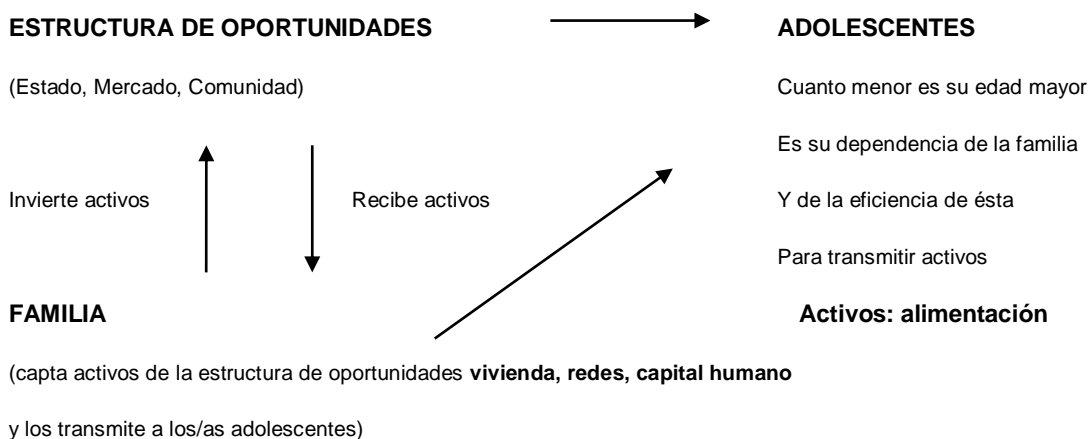 ESTRUCTURA DE OPORTUNIDADES
ADOLESCENTES
(Estado, Mercado, Comunidad)
Cuanto menor es su edad mayor
Es su dependencia de la familia
Invierte activos
Recibe activos
Y de la eficiencia de ésta
Para transmitir activos
FAMILIA
Activos: alimentación
(capta activos de la estructura de oportunidades vivienda, redes, capital humano
y los transmite a los/as adolescentes)